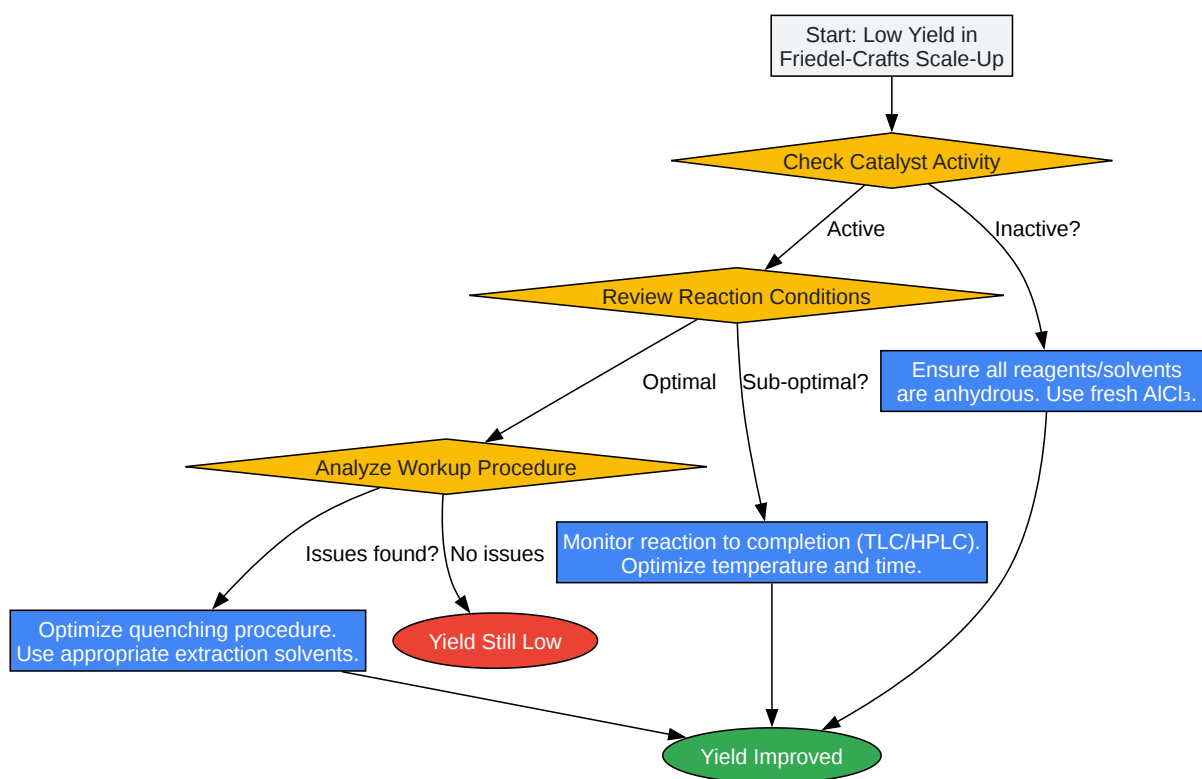 Start: Low Yield in
Friedel-Crafts Scale-Up
Check Catalyst Activity
Active
Inactive?
Review Reaction Conditions
Ensure all reagents/solvents
are anhydrous. Use fresh AlCl₃.
Optimal
Sub-optimal?
Analyze Workup Procedure
Monitor reaction to completion (TLC/HPLC).
Optimize temperature and time.
Issues found?
No issues
Optimize quenching procedure.
Use appropriate extraction solvents.
Yield Still Low
Yield Improved